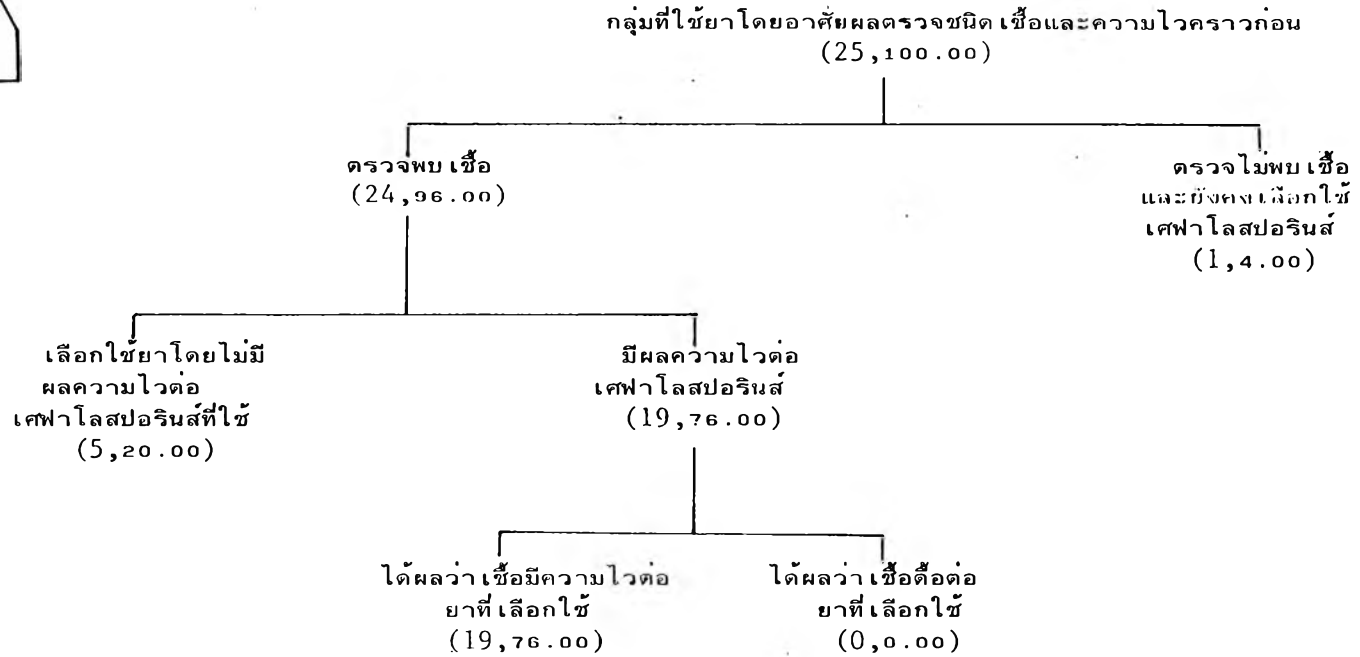 กลุ่มที่ใช้ยาโดยอาศัยผลตรวจชนิดเชื้อและความไวคราวก่อน
(25,100.00)
ตรวจพบเชื้อ
(24,96.00)
ตรวจไม่พบเชื้อ
และยังคงเลือกใช้
เศฟาโลสปอรินส์
(1,4.00)
เลือกใช้ยาโดยไม่มี
ผลความไวต่อ
เศฟาโลสปอรินส์ที่ใช้
(5,20.00)
มีผลความไวต่อ
เศฟาโลสปอรินส์
(19,76.00)
ได้ผลว่าเชื้อมีความไวต่อ
ยาที่เลือกใช้
(19,76.00)
ได้ผลว่าเชื้อดื้อต่อ
ยาที่เลือกใช้
(0,0.00)